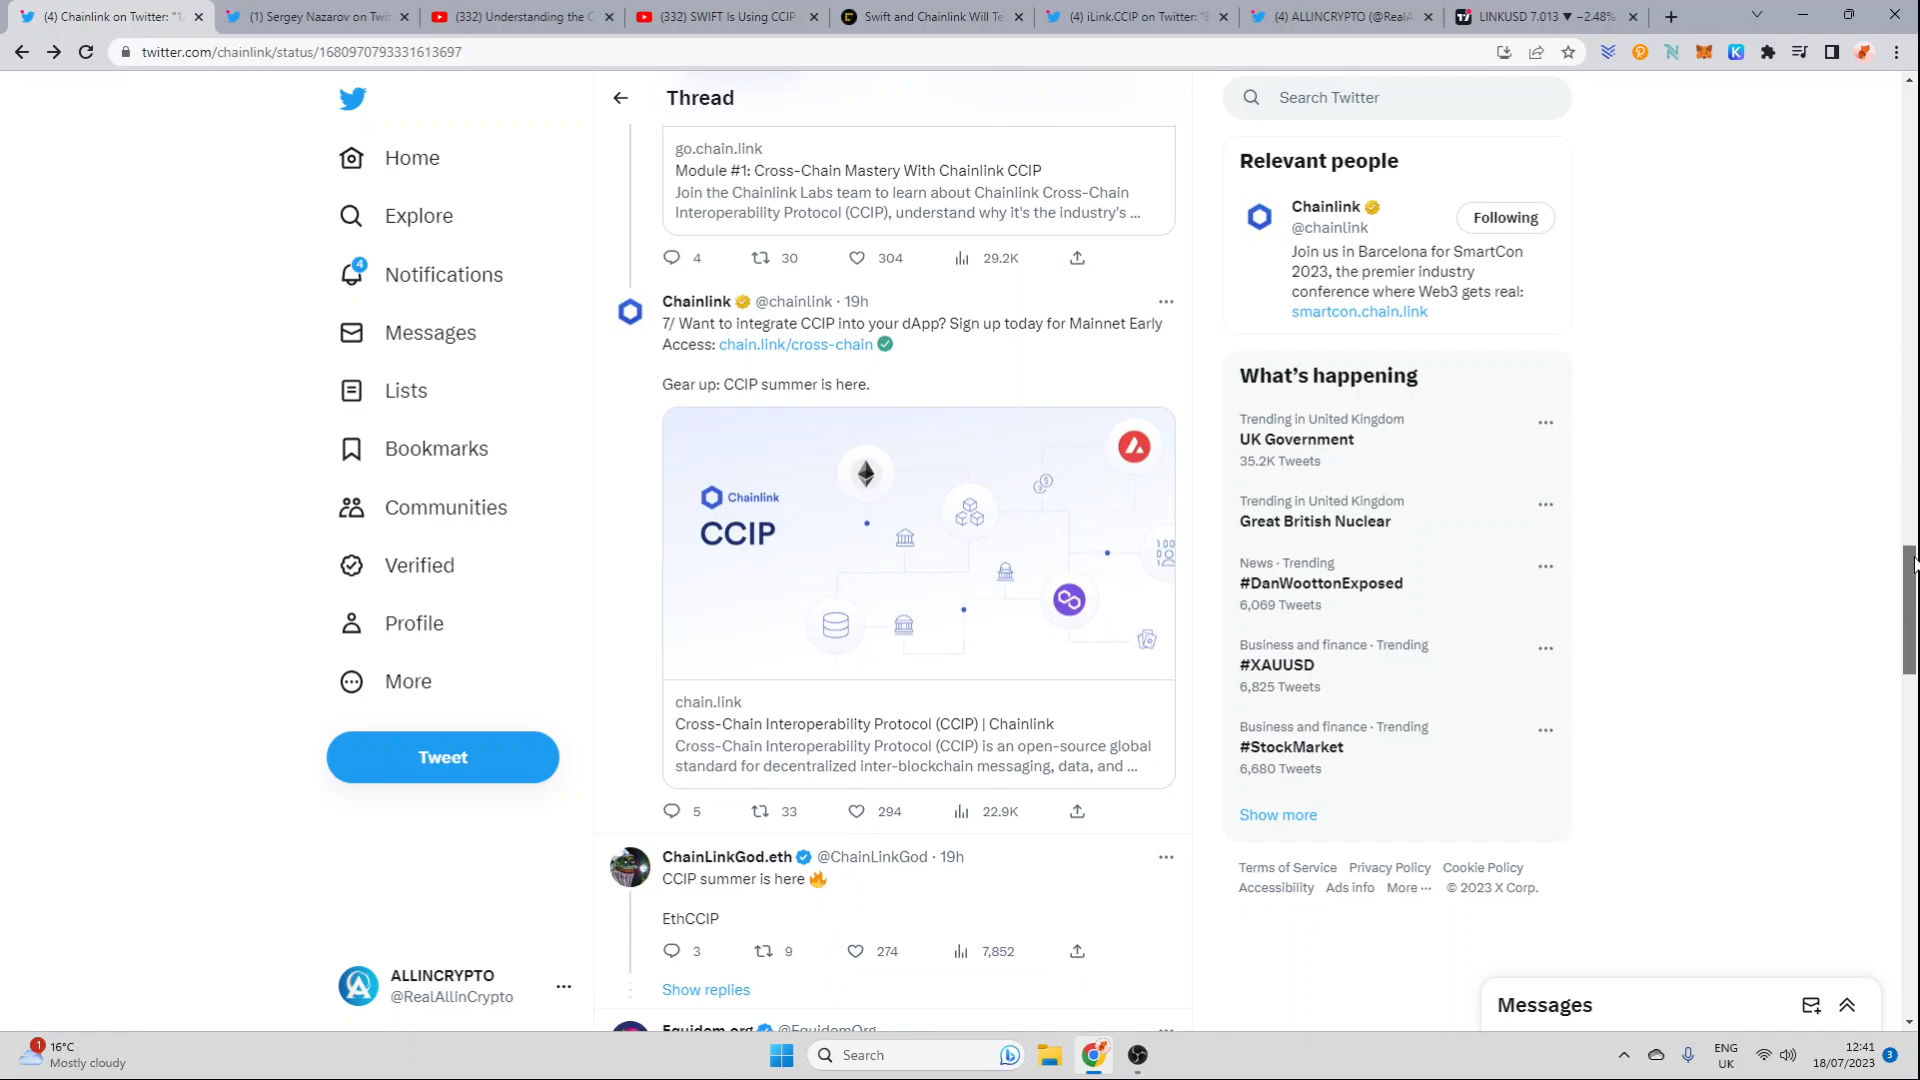 (4) Chainlink on Twitter: "1/
(1) Sergey Nazarov on Twit
(332) Understanding the C
(332) SWIFT Is Using CCIP
Swift and Chainlink Will Te
(4) iLink.CCIP on Twitter: "E
(4) ALLINCRYPTO (@RealA
LINKUSD 7.013 ▼ −2.48%
twitter.com/chainlink/status/1680970793331613697
Home
Explore
4
Notifications
Messages
Lists
Bookmarks
Communities
Verified
Profile
More
Tweet
ALLINCRYPTO
@RealAllinCrypto
Thread
go.chain.link
Module #1: Cross-Chain Mastery With Chainlink CCIP
Join the Chainlink Labs team to learn about Chainlink Cross-Chain
Interoperability Protocol (CCIP), understand why it's the industry's ...
4 30 304 29.2K
Chainlink @chainlink · 19h
7/ Want to integrate CCIP into your dApp? Sign up today for Mainnet Early
Access: chain.link/cross-chain
Gear up: CCIP summer is here.
Chainlink
CCIP
chain.link
Cross-Chain Interoperability Protocol (CCIP) | Chainlink
Cross-Chain Interoperability Protocol (CCIP) is an open-source global
standard for decentralized inter-blockchain messaging, data, and ...
5 33 294 22.9K
ChainLinkGod.eth @ChainLinkGod · 19h
CCIP summer is here 🔥
EthCCIP
3 9 274 7,852
Show replies
Equidem.org @EquidemOrg
Search Twitter
Relevant people
Chainlink
@chainlink
Following
Join us in Barcelona for SmartCon
2023, the premier industry
conference where Web3 gets real:
smartcon.chain.link
What's happening
Trending in United Kingdom
UK Government
35.2K Tweets
Trending in United Kingdom
Great British Nuclear
News · Trending
#DanWoottonExposed
6,069 Tweets
Business and finance · Trending
#XAUUSD
6,825 Tweets
Business and finance · Trending
#StockMarket
6,680 Tweets
Show more
Terms of Service Privacy Policy Cookie Policy
Accessibility Ads info More ··· © 2023 X Corp.
Messages
1
16°C
Mostly cloudy
Search
ENG
UK
12:41
18/07/2023
3